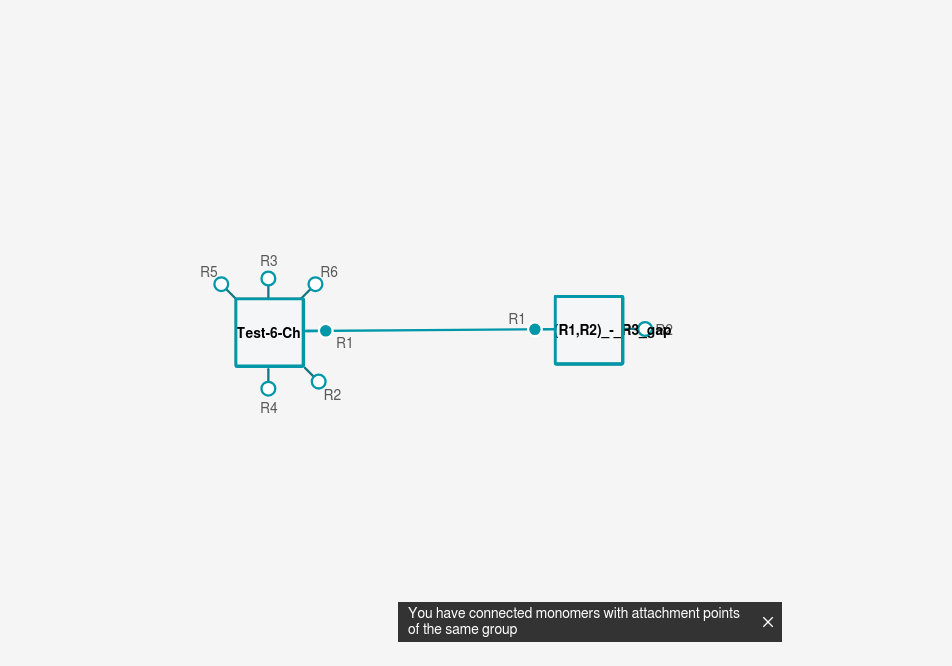 R3
R5
R6
Test-6-Ch
R1
R1
(R1,R2)_-_R3_gap
R2
R2
R4
You have connected monomers with attachment points
of the same group